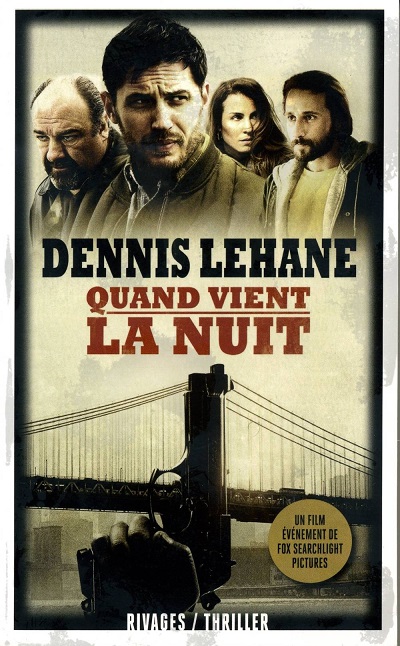 DENNIS LEHANE
QUAND VIENT
LA NUIT
UN FILM
ÉVÉNEMENT DE
FOX SEARCHLIGHT
PICTURES
RIVAGES / THRILLER